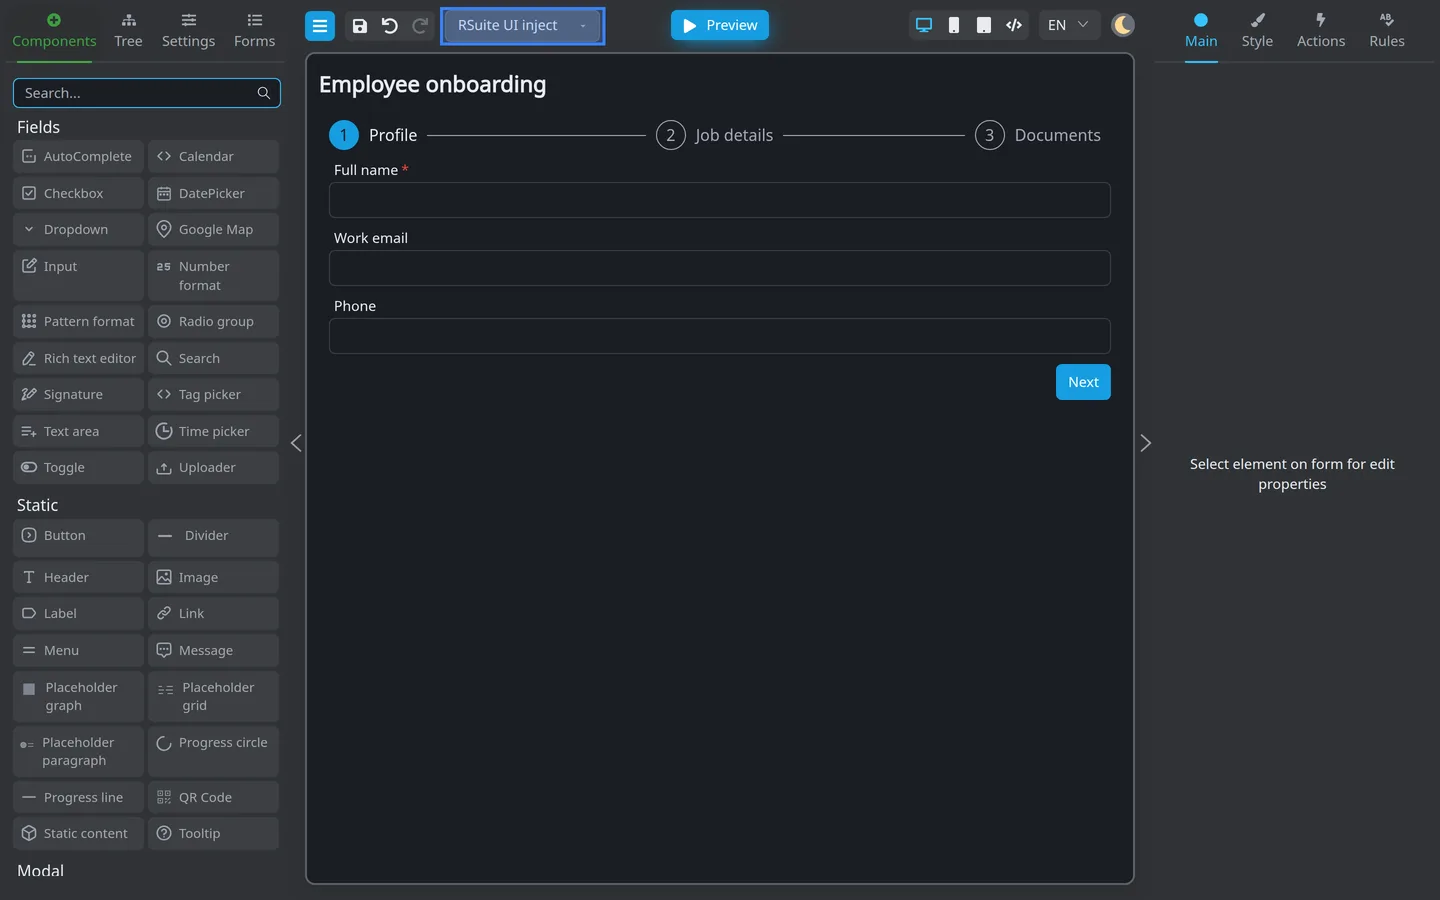 Components
Tree
Settings
Forms
RSuite UI inject
Preview
EN
Main
Style
Actions
AB
Rules
Search...
Fields
AutoComplete
Calendar
Checkbox
DatePicker
Dropdown
Google Map
Input
25
Number
format
Pattern format
Radio group
Rich text editor
Search
Signature
Tag picker
Text area
Time picker
Toggle
Uploader
Static
Button
Divider
Header
Image
Label
Link
Menu
Message
Placeholder
graph
Placeholder
grid
Placeholder
paragraph
Progress circle
Progress line
QR Code
Static content
Tooltip
Modal
Employee onboarding
1 Profile
2 Job details
3 Documents
Full name *
Work email
Phone
Next
Select element on form for edit
properties